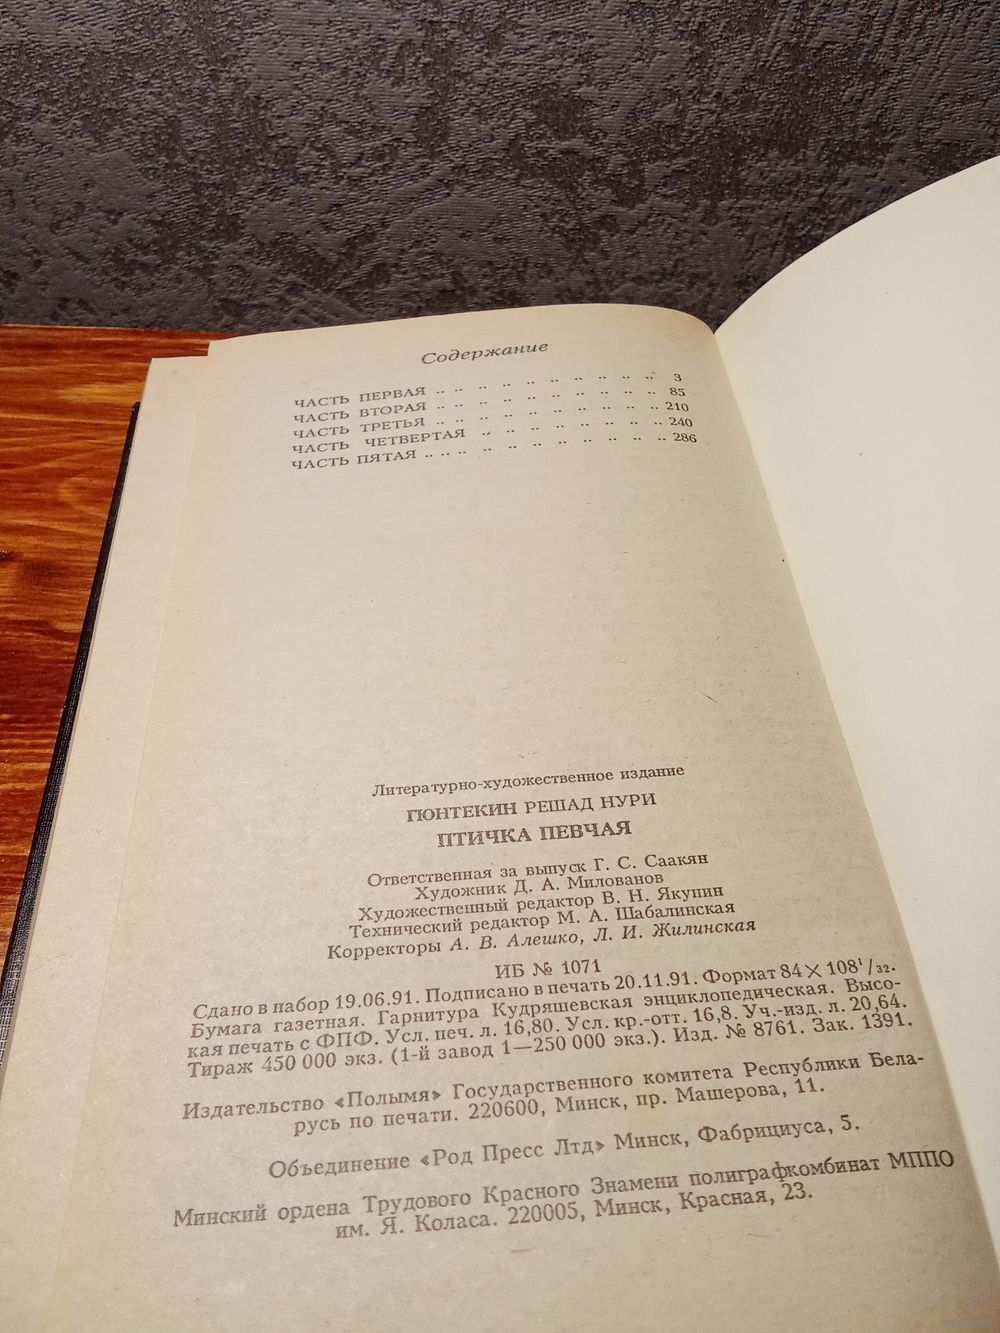 Содержание
ЧАСТЬ ПЕРВАЯ .. .. .. .. .. .. .. .. .. .. 3
ЧАСТЬ ВТОРАЯ .. .. .. .. .. .. .. .. .. .. 85
ЧАСТЬ ТРЕТЬЯ .. .. .. .. .. .. .. .. .. .. 210
ЧАСТЬ ЧЕТВЕРТАЯ .. .. .. .. .. .. .. .. 240
ЧАСТЬ ПЯТАЯ .. .. .. .. .. .. .. .. .. .. 286
Литературно-художественное издание
ГЮНТЕКИН РЕШАД НУРИ
ПТИЧКА ПЕВЧАЯ
Ответственная за выпуск Г. С. Саакян
Художник Д. А. Милованов
Художественный редактор В. Н. Якунин
Технический редактор М. А. Шабалинская
Корректоры А. В. Алешко, Л. И. Жилинская
ИБ № 1071
Сдано в набор 19.06.91. Подписано в печать 20.11.91. Формат 84×108¹/₃₂.
Бумага газетная. Гарнитура Кудряшевская энциклопедическая. Высо-
кая печать с ФПФ. Усл. печ. л. 16,80. Усл. кр.-отт. 16,8. Уч.-изд. л. 20,64.
Тираж 450 000 экз. (1-й завод 1—250 000 экз.). Изд. № 8761. Зак. 1391.
Издательство «Полымя» Государственного комитета Республики Бела-
русь по печати. 220600, Минск, пр. Машерова, 11.
Объединение «Род Пресс Лтд» Минск, Фабрициуса, 5.
Минский ордена Трудового Красного Знамени полиграфкомбинат МППО
им. Я. Коласа. 220005, Минск, Красная, 23.